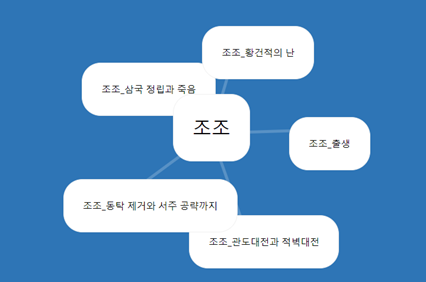 조조_황건적의 난
조조_삼국 정립과 죽음
조조
조조_출생
조조_동탁 제거와 서주 공략까지
조조_관도대전과 적벽대전